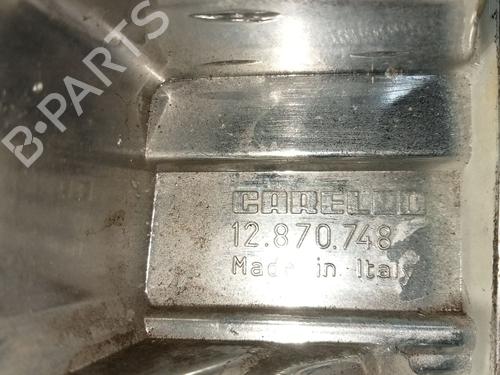 B-PARTS
CARELLO
12.870.748
Made in Italy